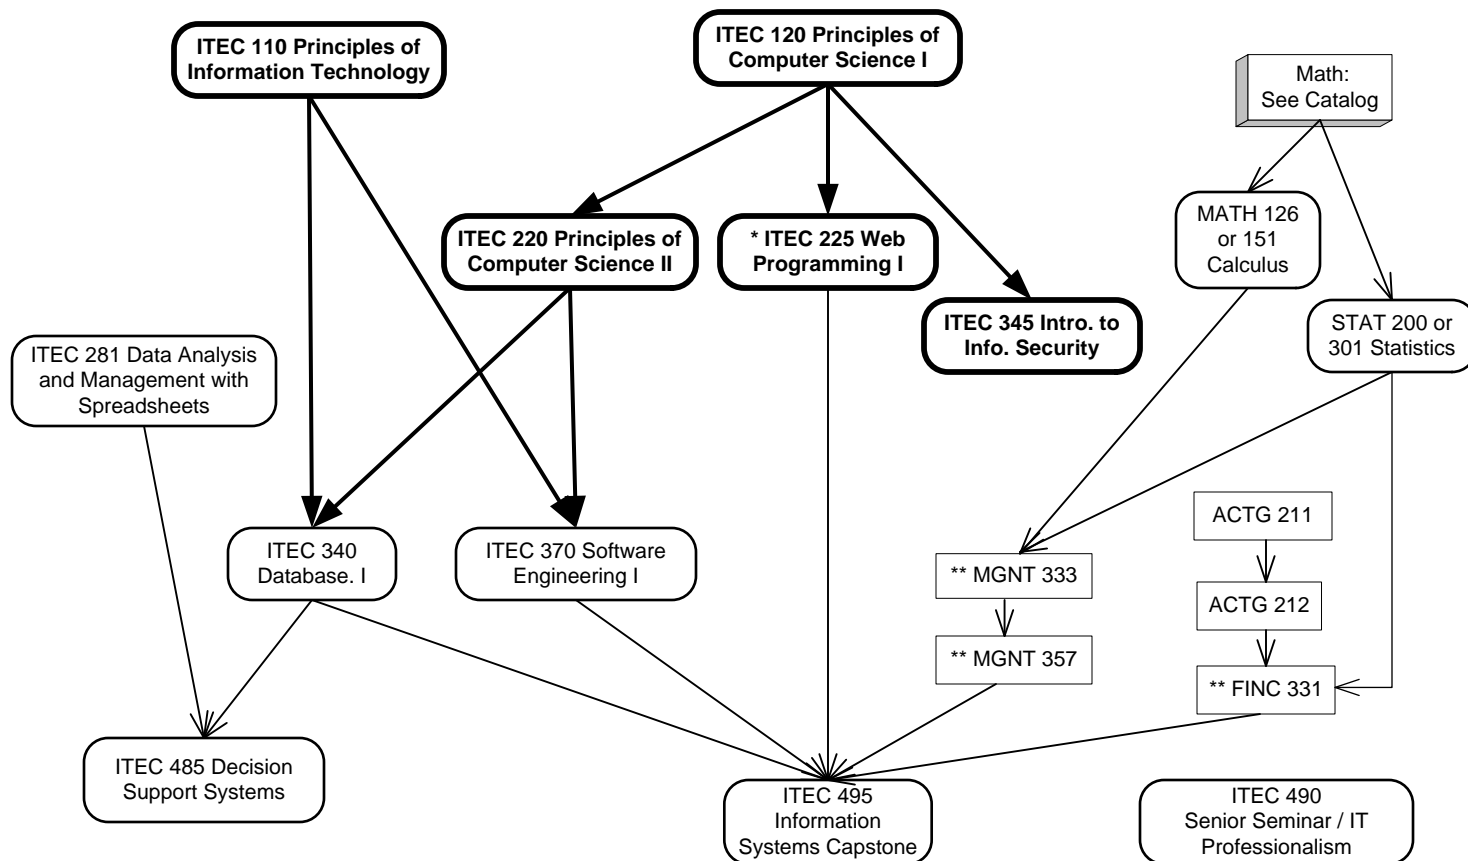 ITEC 110 Principles of
Information Technology
ITEC 120 Principles of
Computer Science I
Math:
See Catalog
ITEC 220 Principles of
Computer Science II
* ITEC 225 Web
Programming I
MATH 126
or 151
Calculus
ITEC 345 Intro. to
Info. Security
STAT 200 or
301 Statistics
ITEC 281 Data Analysis
and Management with
Spreadsheets
ITEC 340
Database. I
ITEC 370 Software
Engineering I
** MGNT 333
ACTG 211
ACTG 212
** MGNT 357
** FINC 331
ITEC 485 Decision
Support Systems
ITEC 495
Information
Systems Capstone
ITEC 490
Senior Seminar / IT
Professionalism